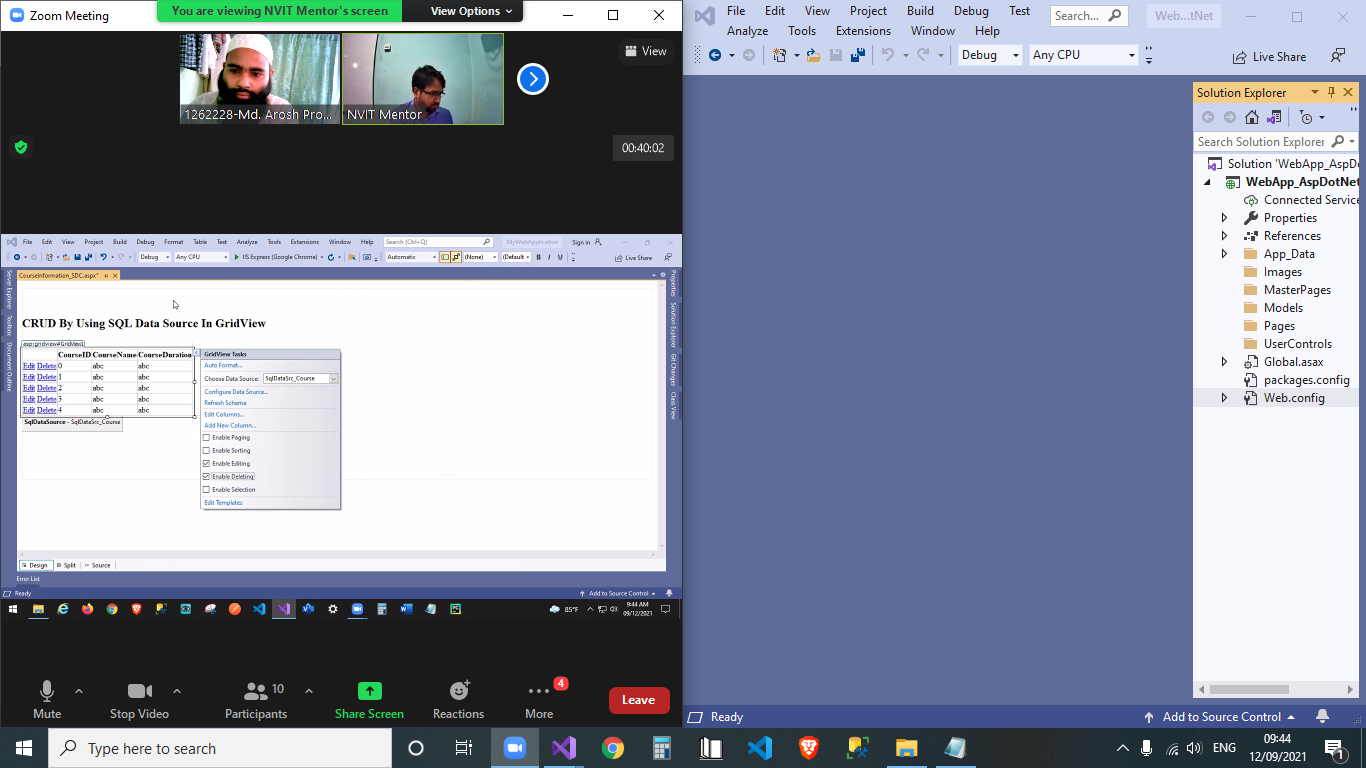 Zoom Meeting
You are viewing NVIT Mentor's screen
View Options
1262228-Md. Arosh Pro...
NVIT Mentor
View
00:40:02
File Edit View Project Build Debug Format Table Test Analyze Tools Extensions Window Help Search (Ctrl+Q) MyWebApplication Sign in
Debug Any CPU IIS Express (Google Chrome) Automatic (None) (Default B I U Live Share
CourseInformation_SDC.aspx*
Server Explorer
Toolbox
Document Outline
CRUD By Using SQL Data Source In GridView
asp:gridview#GridView1
CourseID CourseName CourseDuration
Edit Delete 0 abc abc
Edit Delete 1 abc abc
Edit Delete 2 abc abc
Edit Delete 3 abc abc
Edit Delete 4 abc abc
SqlDataSource - SqlDataSrc_Course
GridView Tasks
Auto Format...
Choose Data Source: SqlDataSrc_Course
Configure Data Source...
Refresh Schema
Edit Columns...
Add New Column...
Enable Paging
Enable Sorting
Enable Editing
Enable Deleting
Enable Selection
Edit Templates
Properties
Solution Explorer
Git Changes
Class View
Design Split Source
Error List
Ready
Add to Source Control
85°F
9:44 AM
09/12/2021
Mute
Stop Video
10
Participants
Share Screen
Reactions
4
More
Leave
File Edit View Project Build Debug Test
Analyze Tools Extensions Window Help
Search...
Web...tNet
Debug Any CPU
Live Share
Solution Explorer
Search Solution Explorer
Solution 'WebApp_AspDo
WebApp_AspDotNet
Connected Service
Properties
References
App_Data
Images
MasterPages
Models
Pages
UserControls
Global.asax
packages.config
Web.config
Ready
Add to Source Control
Type here to search
ENG
09:44
12/09/2021
1